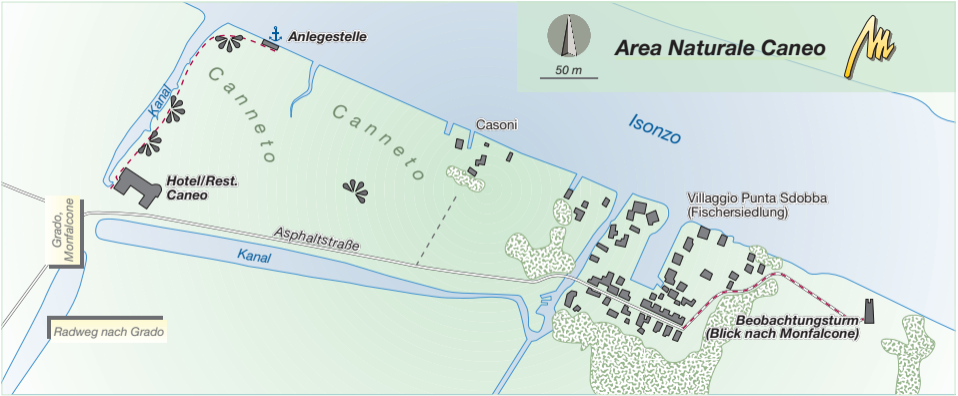 Anlegestelle
Area Naturale Caneo
50 m
Kanal
Canneto
Canneto
Casoni
Isonzo
Hotel/Rest.
Caneo
Villaggio Punta Sdobba
(Fischersiedlung)
Grado,
Monfalcone
Asphaltstraße
Kanal
Radweg nach Grado
Beobachtungsturm
(Blick nach Monfalcone)